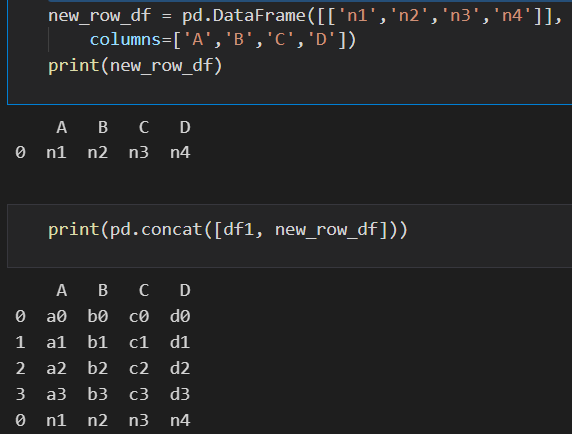 new_row_df = pd.DataFrame([['n1','n2','n3','n4']],
    columns=['A','B','C','D'])
print(new_row_df)
    A   B   C   D
0  n1  n2  n3  n4
print(pd.concat([df1, new_row_df]))
    A   B   C   D
0  a0  b0  c0  d0
1  a1  b1  c1  d1
2  a2  b2  c2  d2
3  a3  b3  c3  d3
0  n1  n2  n3  n4